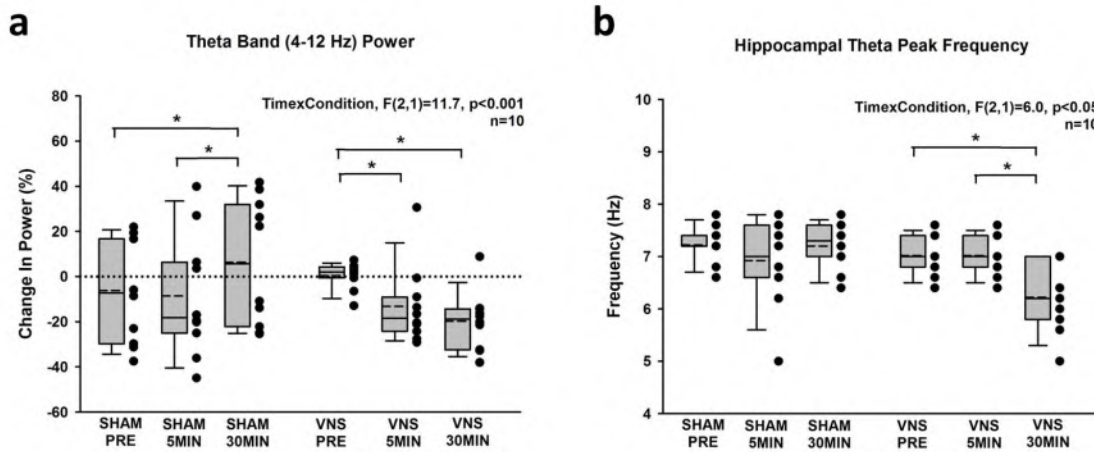 a
Theta Band (4-12 Hz) Power
TimexCondition, F(2,1)=11.7, p<0.001
n=10
Change In Power (%)
80
60
40
20
0
-20
-40
-60
*
*
*
*
SHAM PRE
SHAM 5MIN
SHAM 30MIN
VNS PRE
VNS 5MIN
VNS 30MIN
b
Hippocampal Theta Peak Frequency
TimexCondition, F(2,1)=6.0, p<0.05
n=10
Frequency (Hz)
10
9
8
7
6
5
4
*
*
SHAM PRE
SHAM 5MIN
SHAM 30MIN
VNS PRE
VNS 5MIN
VNS 30MIN